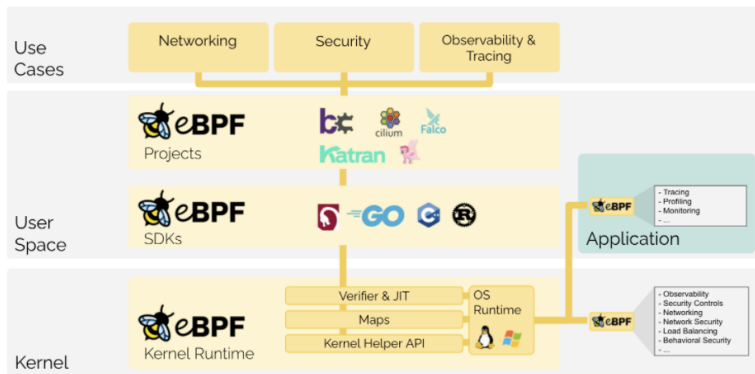 Use
Cases
Networking
Security
Observability &
Tracing
eBPF
Projects
bcc
cilium
Falco
Katran
User
Space
eBPF
SDKs
GO
C++
R
eBPF
- Tracing
- Profiling
- Monitoring
- ...
Application
Kernel
eBPF
Kernel Runtime
Verifier & JIT
Maps
Kernel Helper API
OS
Runtime
eBPF
- Observability
- Security Controls
- Networking
- Network Security
- Load Balancing
- Behavioral Security
- ...